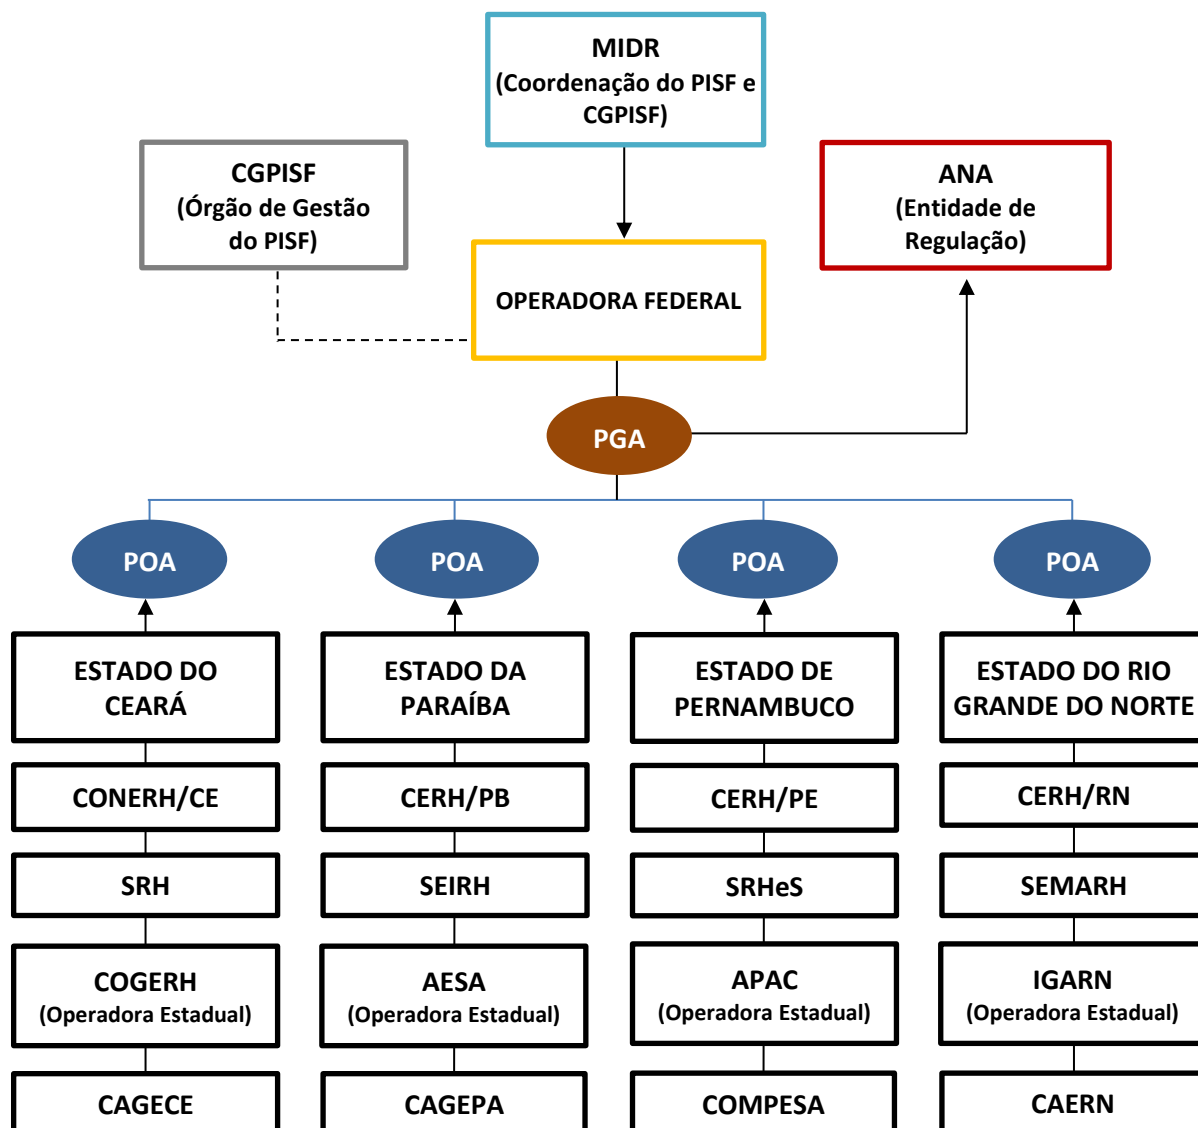 MIDR
(Coordenação do PISF e
CGPISF)
CGPISF
(Órgão de Gestão
do PISF)
ANA
(Entidade de
Regulação)
OPERADORA FEDERAL
PGA
POA
POA
POA
POA
ESTADO DO
CEARÁ
ESTADO DA
PARAÍBA
ESTADO DE
PERNAMBUCO
ESTADO DO RIO
GRANDE DO NORTE
CONERH/CE
CERH/PB
CERH/PE
CERH/RN
SRH
SEIRH
SRHeS
SEMARH
COGERH
(Operadora Estadual)
AESA
(Operadora Estadual)
APAC
(Operadora Estadual)
IGARN
(Operadora Estadual)
CAGECE
CAGEPA
COMPESA
CAERN